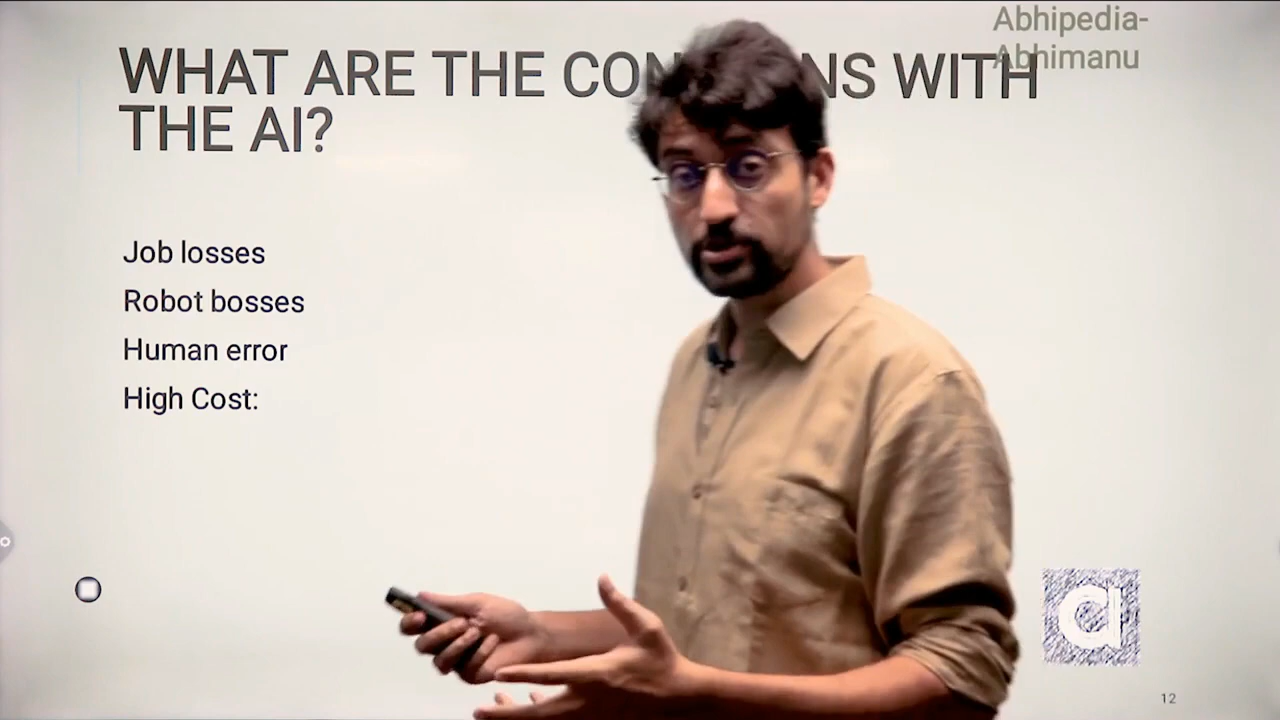 Abhipedia-
Abhimanu
WHAT ARE THE CON NS WITH
THE AI?
Job losses
Robot bosses
Human error
High Cost:
a
12